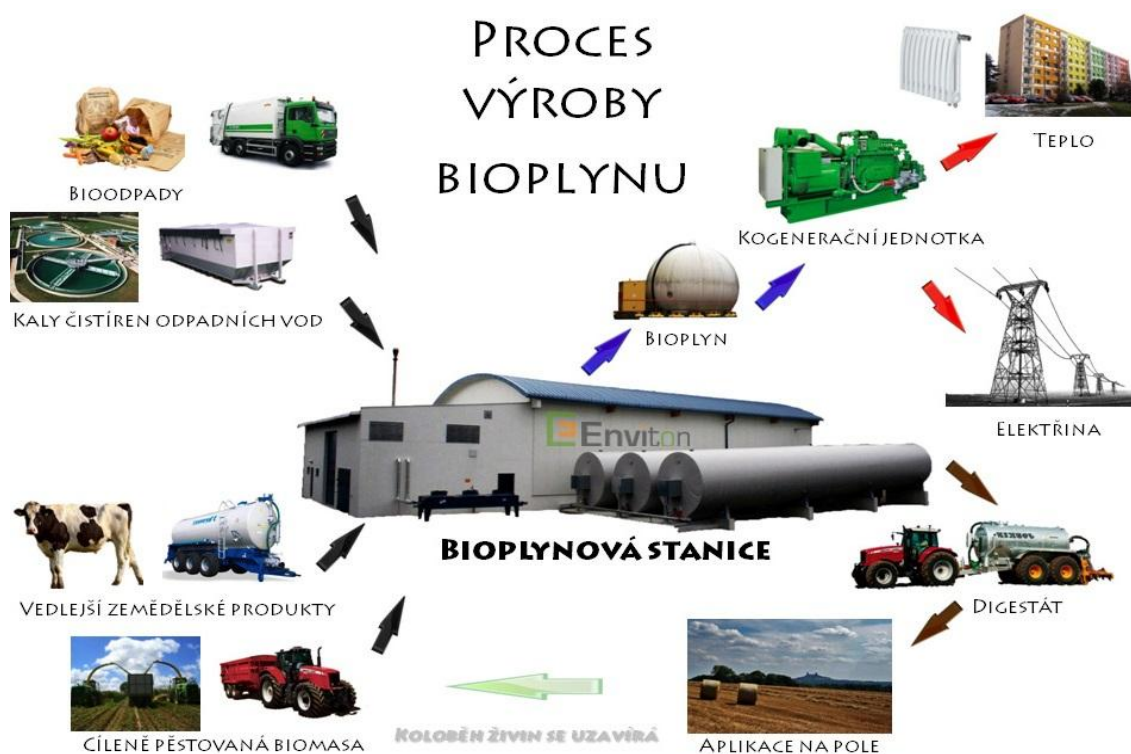 PROCES
VÝROBY
BIOPLYNU
BIOODPADY
TEPLO
KALY ČISTÍREN ODPADNÍCH VOD
KOGENERAČNÍ JEDNOTKA
BIOPLYN
ELEKTŘINA
Enviton
BIOPLYNOVÁ STANICE
VEDLEJŠÍ ZEMĚDĚLSKÉ PRODUKTY
DIGESTÁT
CÍLENĚ PĚSTOVANÁ BIOMASA
KOLOBĚH ŽIVIN SE UZAVÍRÁ
APLIKACE NA POLE